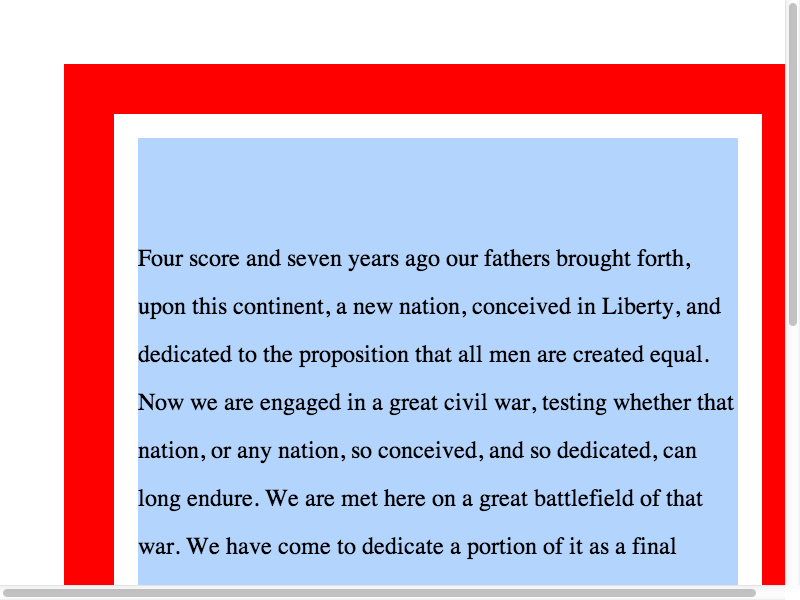 Four score and seven years ago our fathers brought forth,
upon this continent, a new nation, conceived in Liberty, and
dedicated to the proposition that all men are created equal.
Now we are engaged in a great civil war, testing whether that
nation, or any nation, so conceived, and so dedicated, can
long endure. We are met here on a great battlefield of that
war. We have come to dedicate a portion of it as a final